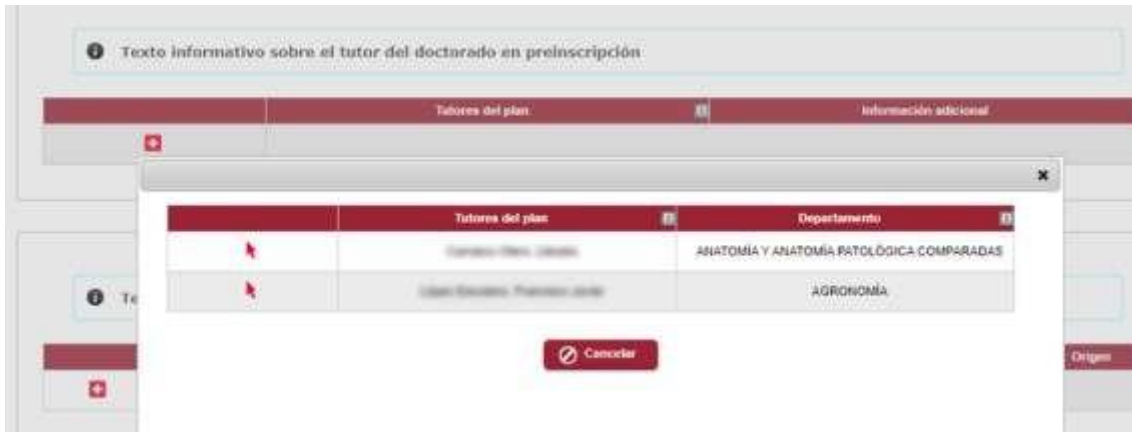 Texto informativo sobre el tutor del doctorado en preinscripción
Tutores del plan Información adicional
Tutores del plan Departamento
ANATOMÍA Y ANATOMÍA PATOLÓGICA COMPARADAS
AGRONOMÍA
Te
Cancelar
Origen